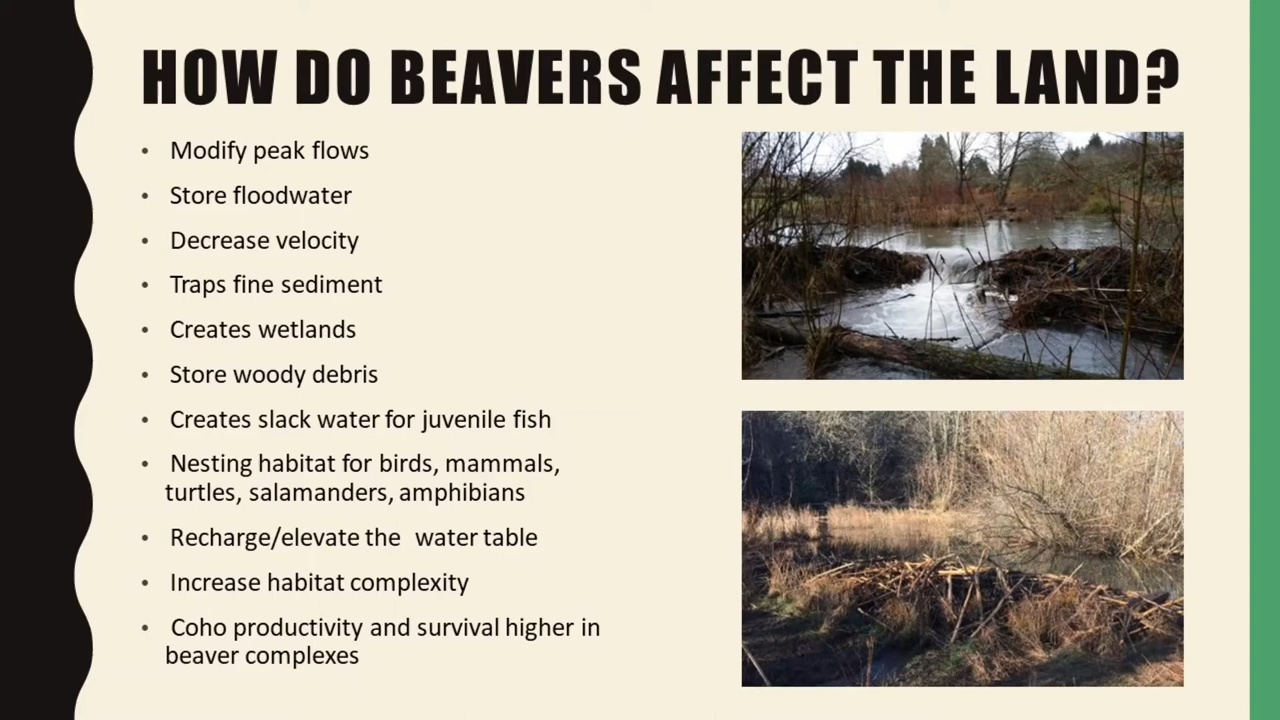 HOW DO BEAVERS AFFECT THE LAND?
• Modify peak flows
• Store floodwater
• Decrease velocity
• Traps fine sediment
• Creates wetlands
• Store woody debris
• Creates slack water for juvenile fish
• Nesting habitat for birds, mammals,
turtles, salamanders, amphibians
• Recharge/elevate the water table
• Increase habitat complexity
• Coho productivity and survival higher in
beaver complexes